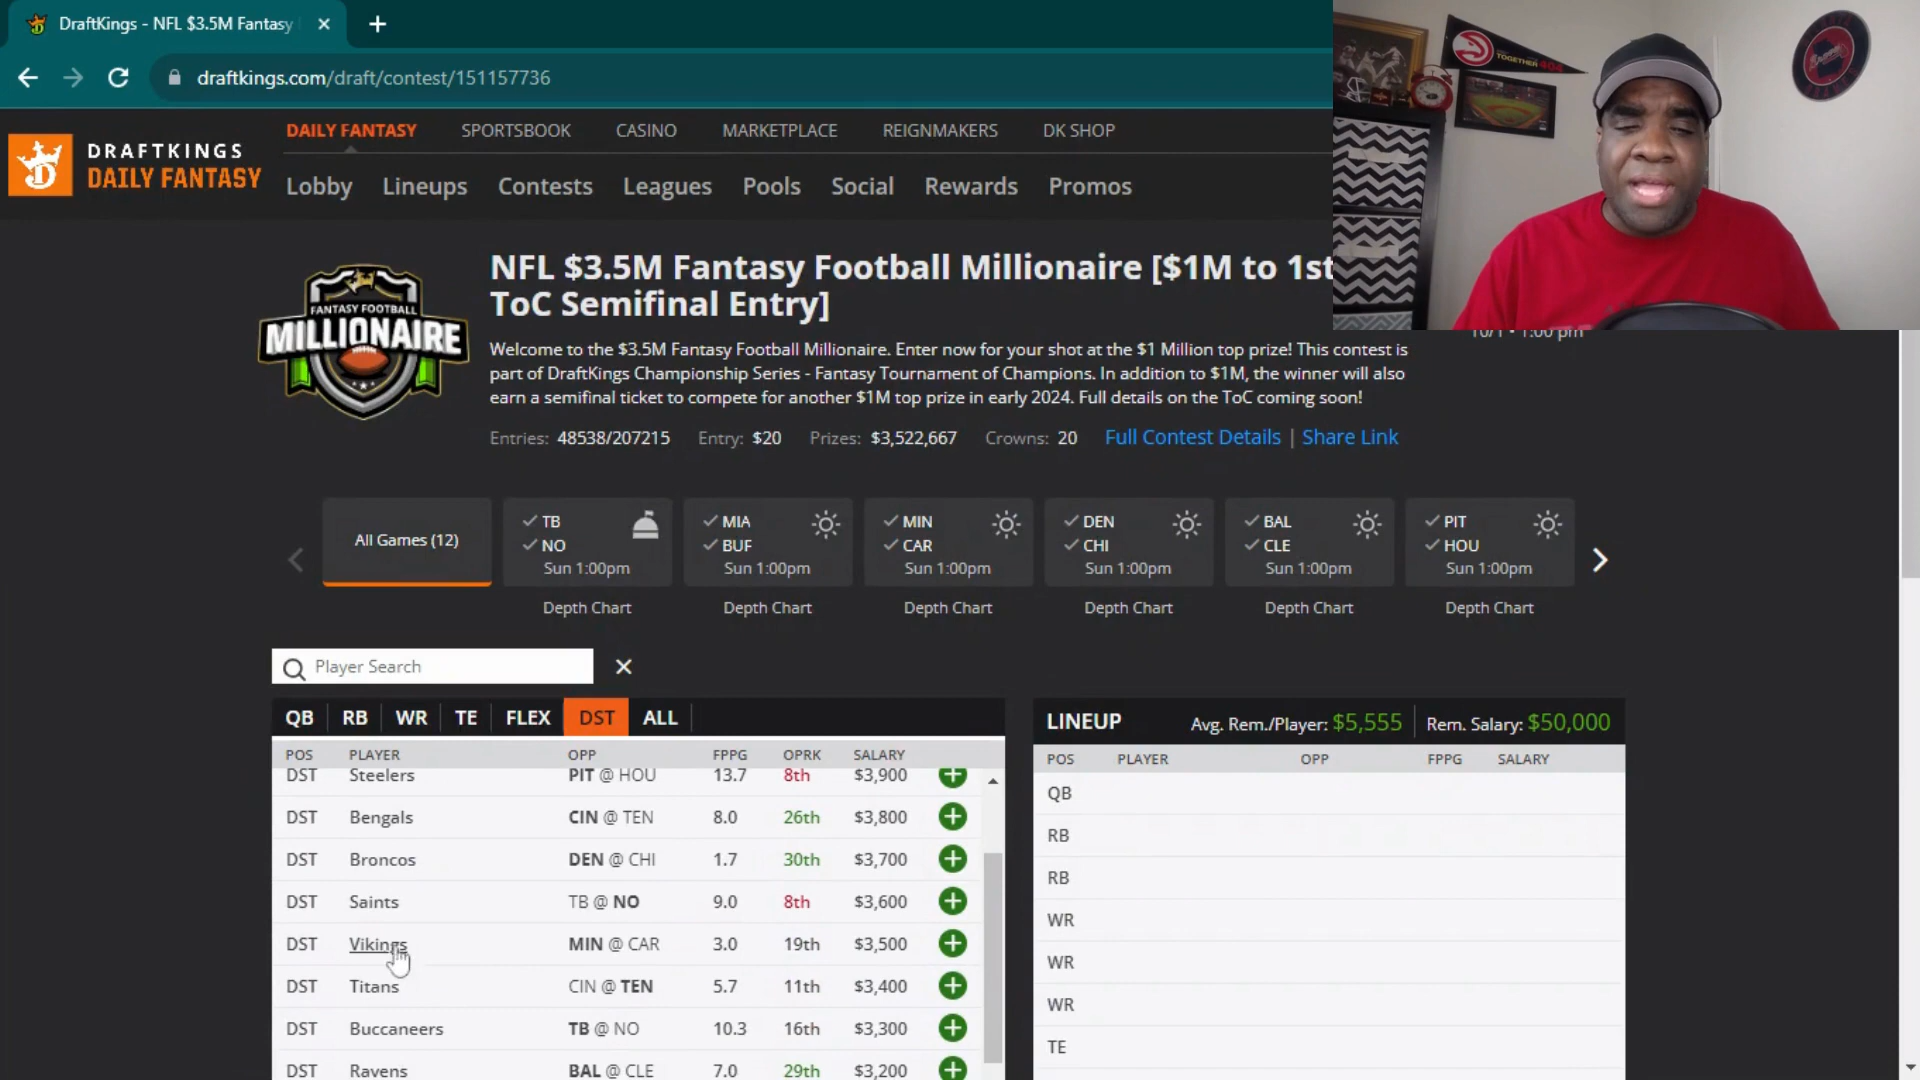 DraftKings - NFL $3.5M Fantasy
draftkings.com/draft/contest/151157736
TOGETHER 404
DRAFTKINGS
DAILY FANTASY
DAILY FANTASY SPORTSBOOK CASINO MARKETPLACE REIGNMAKERS DK SHOP
Lobby Lineups Contests Leagues Pools Social Rewards Promos
FANTASY FOOTBALL
MILLIONAIRE
NFL $3.5M Fantasy Football Millionaire [$1M to 1st
ToC Semifinal Entry]
10/1 • 1:00 pm
Welcome to the $3.5M Fantasy Football Millionaire. Enter now for your shot at the $1 Million top prize! This contest is
part of DraftKings Championship Series - Fantasy Tournament of Champions. In addition to $1M, the winner will also
earn a semifinal ticket to compete for another $1M top prize in early 2024. Full details on the ToC coming soon!
Entries: 48538/207215 Entry: $20 Prizes: $3,522,667 Crowns: 20 Full Contest Details | Share Link
All Games (12)
TB
NO
Sun 1:00pm
Depth Chart
MIA
BUF
Sun 1:00pm
Depth Chart
MIN
CAR
Sun 1:00pm
Depth Chart
DEN
CHI
Sun 1:00pm
Depth Chart
BAL
CLE
Sun 1:00pm
Depth Chart
PIT
HOU
Sun 1:00pm
Depth Chart
Player Search
QB RB WR TE FLEX DST ALL
POS PLAYER OPP FPPG OPRK SALARY
DST Steelers PIT @ HOU 13.7 8th $3,900
DST Bengals CIN @ TEN 8.0 26th $3,800
DST Broncos DEN @ CHI 1.7 30th $3,700
DST Saints TB @ NO 9.0 8th $3,600
DST Vikings MIN @ CAR 3.0 19th $3,500
DST Titans CIN @ TEN 5.7 11th $3,400
DST Buccaneers TB @ NO 10.3 16th $3,300
DST Ravens BAL @ CLE 7.0 29th $3,200
LINEUP Avg. Rem./Player: $5,555 Rem. Salary: $50,000
POS PLAYER OPP FPPG SALARY
QB
RB
RB
WR
WR
WR
TE